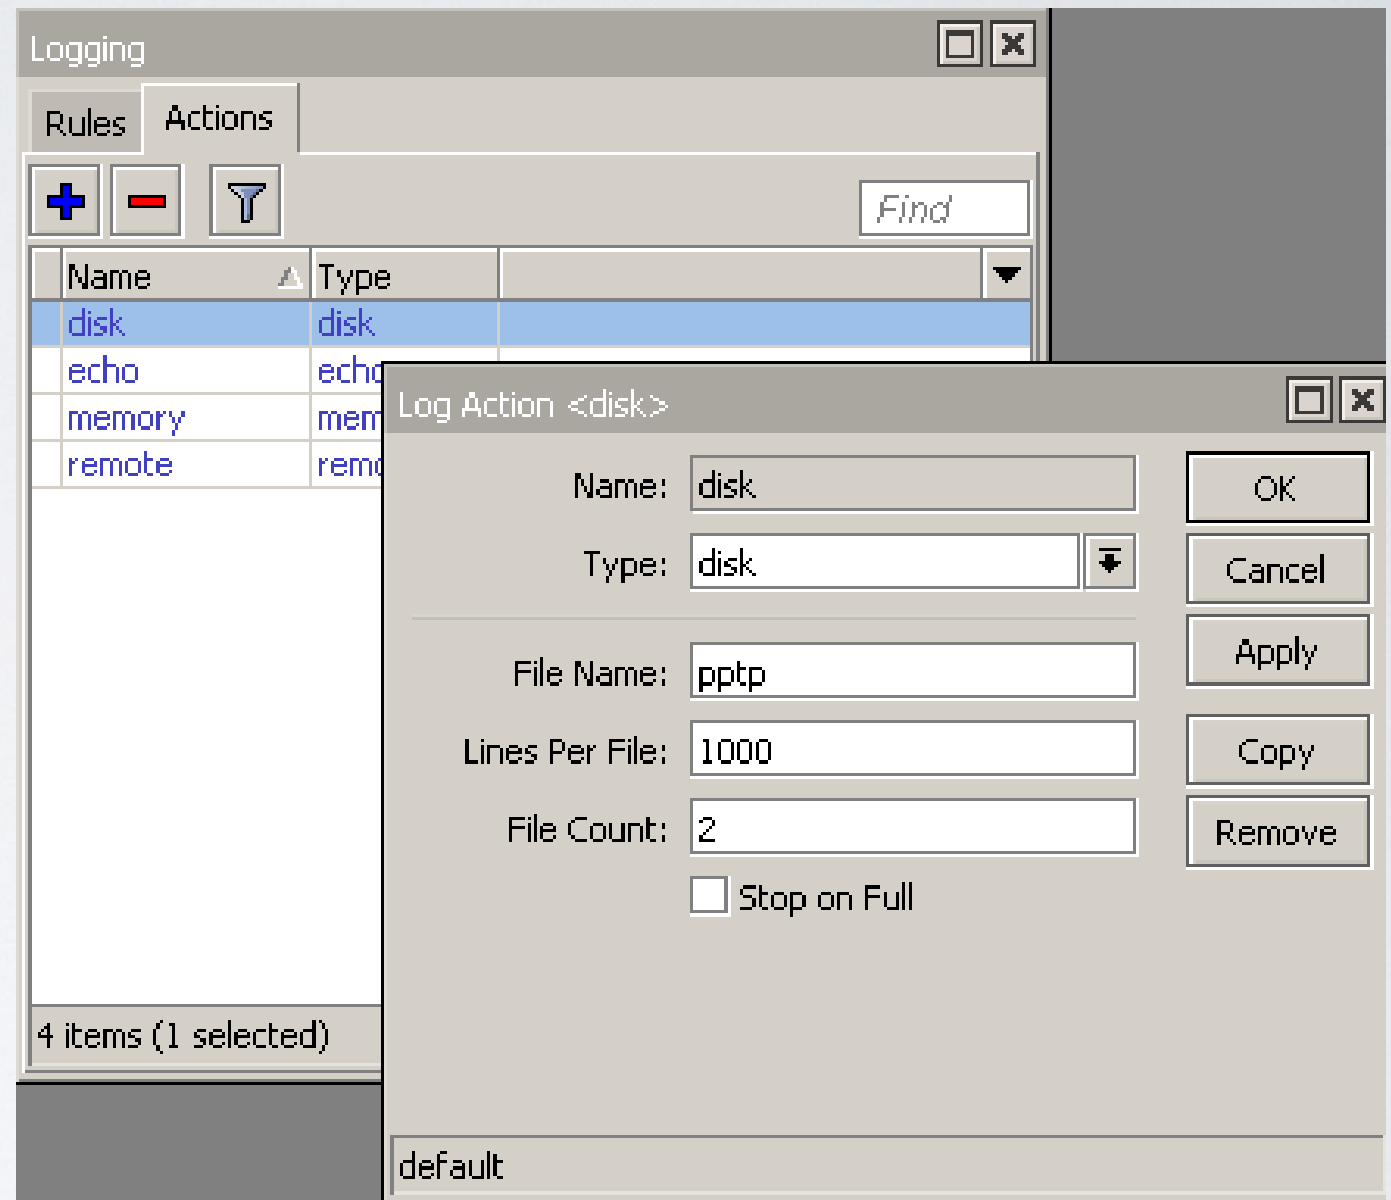 Logging
Rules Actions
Find
Name Type
disk disk
echo echo
memory mem
remote remo
4 items (1 selected)
Log Action <disk>
Name: disk
Type: disk
File Name: pptp
Lines Per File: 1000
File Count: 2
Stop on Full
OK
Cancel
Apply
Copy
Remove
default